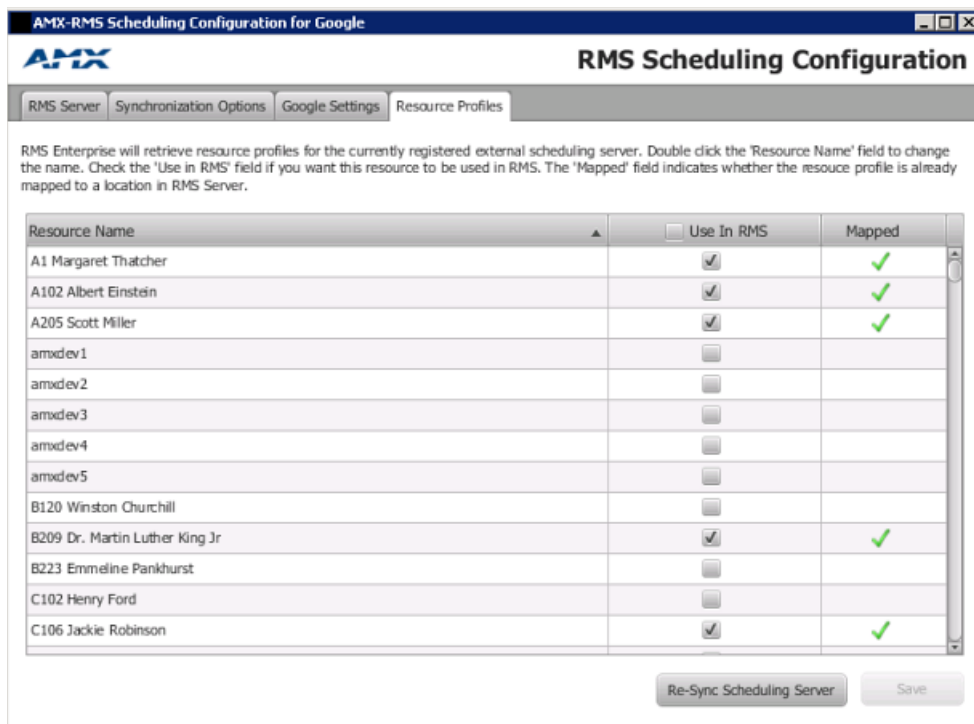 AMX-RMS Scheduling Configuration for Google
AMX
RMS Scheduling Configuration
RMS Server
Synchronization Options
Google Settings
Resource Profiles
RMS Enterprise will retrieve resource profiles for the currently registered external scheduling server. Double click the 'Resource Name' field to change
the name. Check the 'Use in RMS' field if you want this resource to be used in RMS. The 'Mapped' field indicates whether the resouce profile is already
mapped to a location in RMS Server.
Resource Name
Use In RMS
Mapped
A1 Margaret Thatcher
A102 Albert Einstein
A205 Scott Miller
amxdev1
amxdev2
amxdev3
amxdev4
amxdev5
B120 Winston Churchill
B209 Dr. Martin Luther King Jr
B223 Emmeline Pankhurst
C102 Henry Ford
C106 Jackie Robinson
Re-Sync Scheduling Server
Save